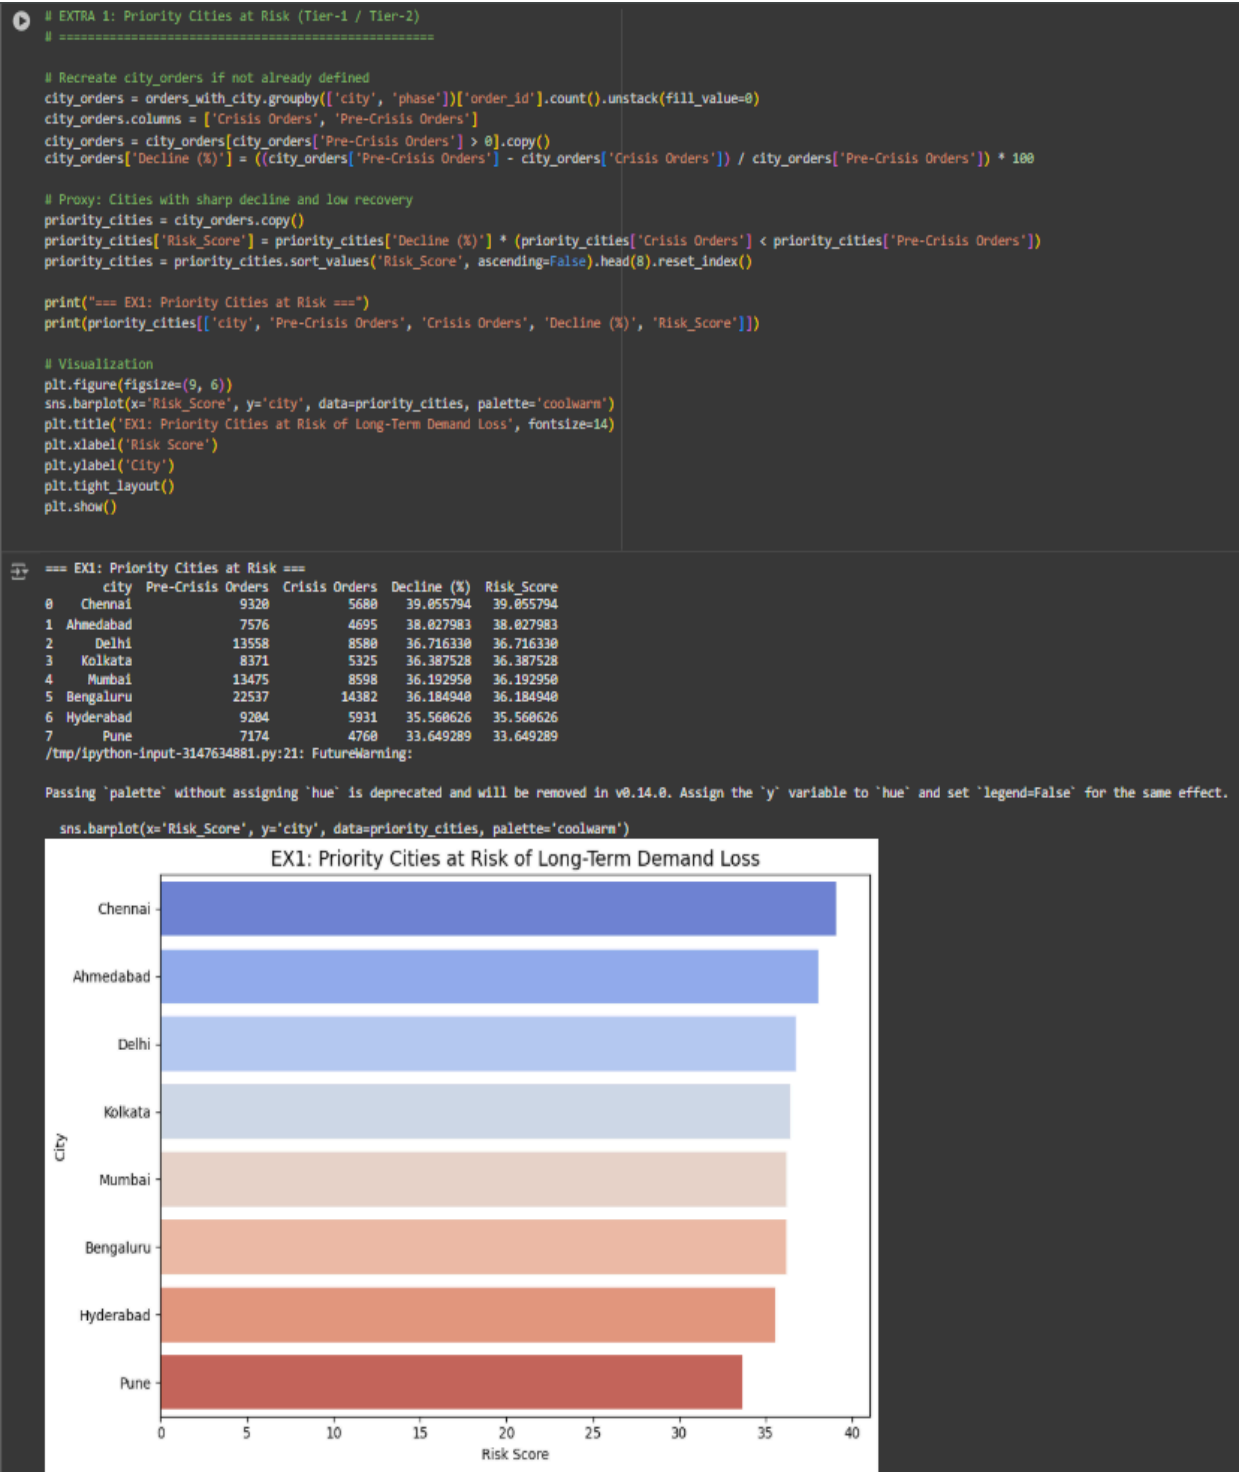 # EXTRA 1: Priority Cities at Risk (Tier-1 / Tier-2)
# ====================================================
# Recreate city_orders if not already defined
city_orders = orders_with_city.groupby(['city', 'phase'])['order_id'].count().unstack(fill_value=0)
city_orders.columns = ['Crisis Orders', 'Pre-Crisis Orders']
city_orders = city_orders[city_orders['Pre-Crisis Orders'] > 0].copy()
city_orders['Decline (%)'] = ((city_orders['Pre-Crisis Orders'] - city_orders['Crisis Orders']) / city_orders['Pre-Crisis Orders']) * 100
# Proxy: Cities with sharp decline and low recovery
priority_cities = city_orders.copy()
priority_cities['Risk_Score'] = priority_cities['Decline (%)'] * (priority_cities['Crisis Orders'] < priority_cities['Pre-Crisis Orders'])
priority_cities = priority_cities.sort_values('Risk_Score', ascending=False).head(8).reset_index()
print("=== EX1: Priority Cities at Risk ===")
print(priority_cities[['city', 'Pre-Crisis Orders', 'Crisis Orders', 'Decline (%)', 'Risk_Score']])
# Visualization
plt.figure(figsize=(9, 6))
sns.barplot(x='Risk_Score', y='city', data=priority_cities, palette='coolwarm')
plt.title('EX1: Priority Cities at Risk of Long-Term Demand Loss', fontsize=14)
plt.xlabel('Risk Score')
plt.ylabel('City')
plt.tight_layout()
plt.show()
=== EX1: Priority Cities at Risk ===
city Pre-Crisis Orders Crisis Orders Decline (%) Risk_Score
0 Chennai 9320 5680 39.055794 39.055794
1 Ahmedabad 7576 4695 38.027983 38.027983
2 Delhi 13558 8580 36.716330 36.716330
3 Kolkata 8371 5325 36.387528 36.387528
4 Mumbai 13475 8598 36.192950 36.192950
5 Bengaluru 22537 14382 36.184940 36.184940
6 Hyderabad 9204 5931 35.560626 35.560626
7 Pune 7174 4760 33.649289 33.649289
/tmp/ipython-input-3147634881.py:21: FutureWarning:
Passing `palette` without assigning `hue` is deprecated and will be removed in v0.14.0. Assign the `y` variable to `hue` and set `legend=False` for the same effect.
sns.barplot(x='Risk_Score', y='city', data=priority_cities, palette='coolwarm')
EX1: Priority Cities at Risk of Long-Term Demand Loss
Chennai
Ahmedabad
Delhi
Kolkata
Mumbai
Bengaluru
Hyderabad
Pune
City
0 5 10 15 20 25 30 35 40
Risk Score